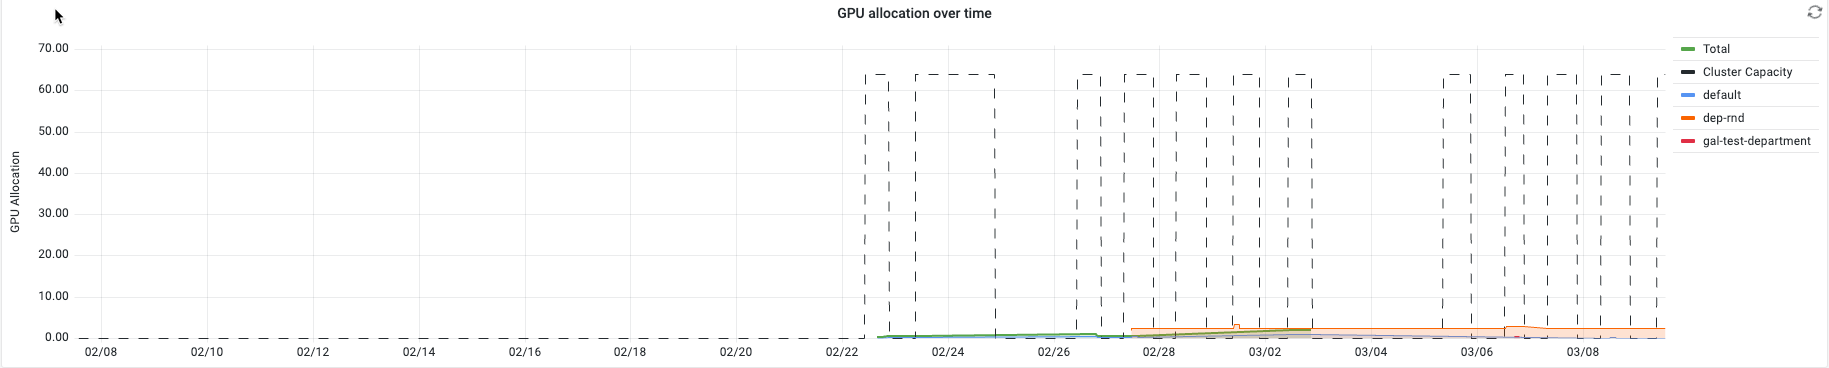 GPU allocation over time
GPU Allocation
70.00
60.00
50.00
40.00
30.00
20.00
10.00
0.00
02/08 02/10 02/12 02/14 02/16 02/18 02/20 02/22 02/24 02/26 02/28 03/02 03/04 03/06 03/08
Total
Cluster Capacity
default
dep-rnd
gal-test-department